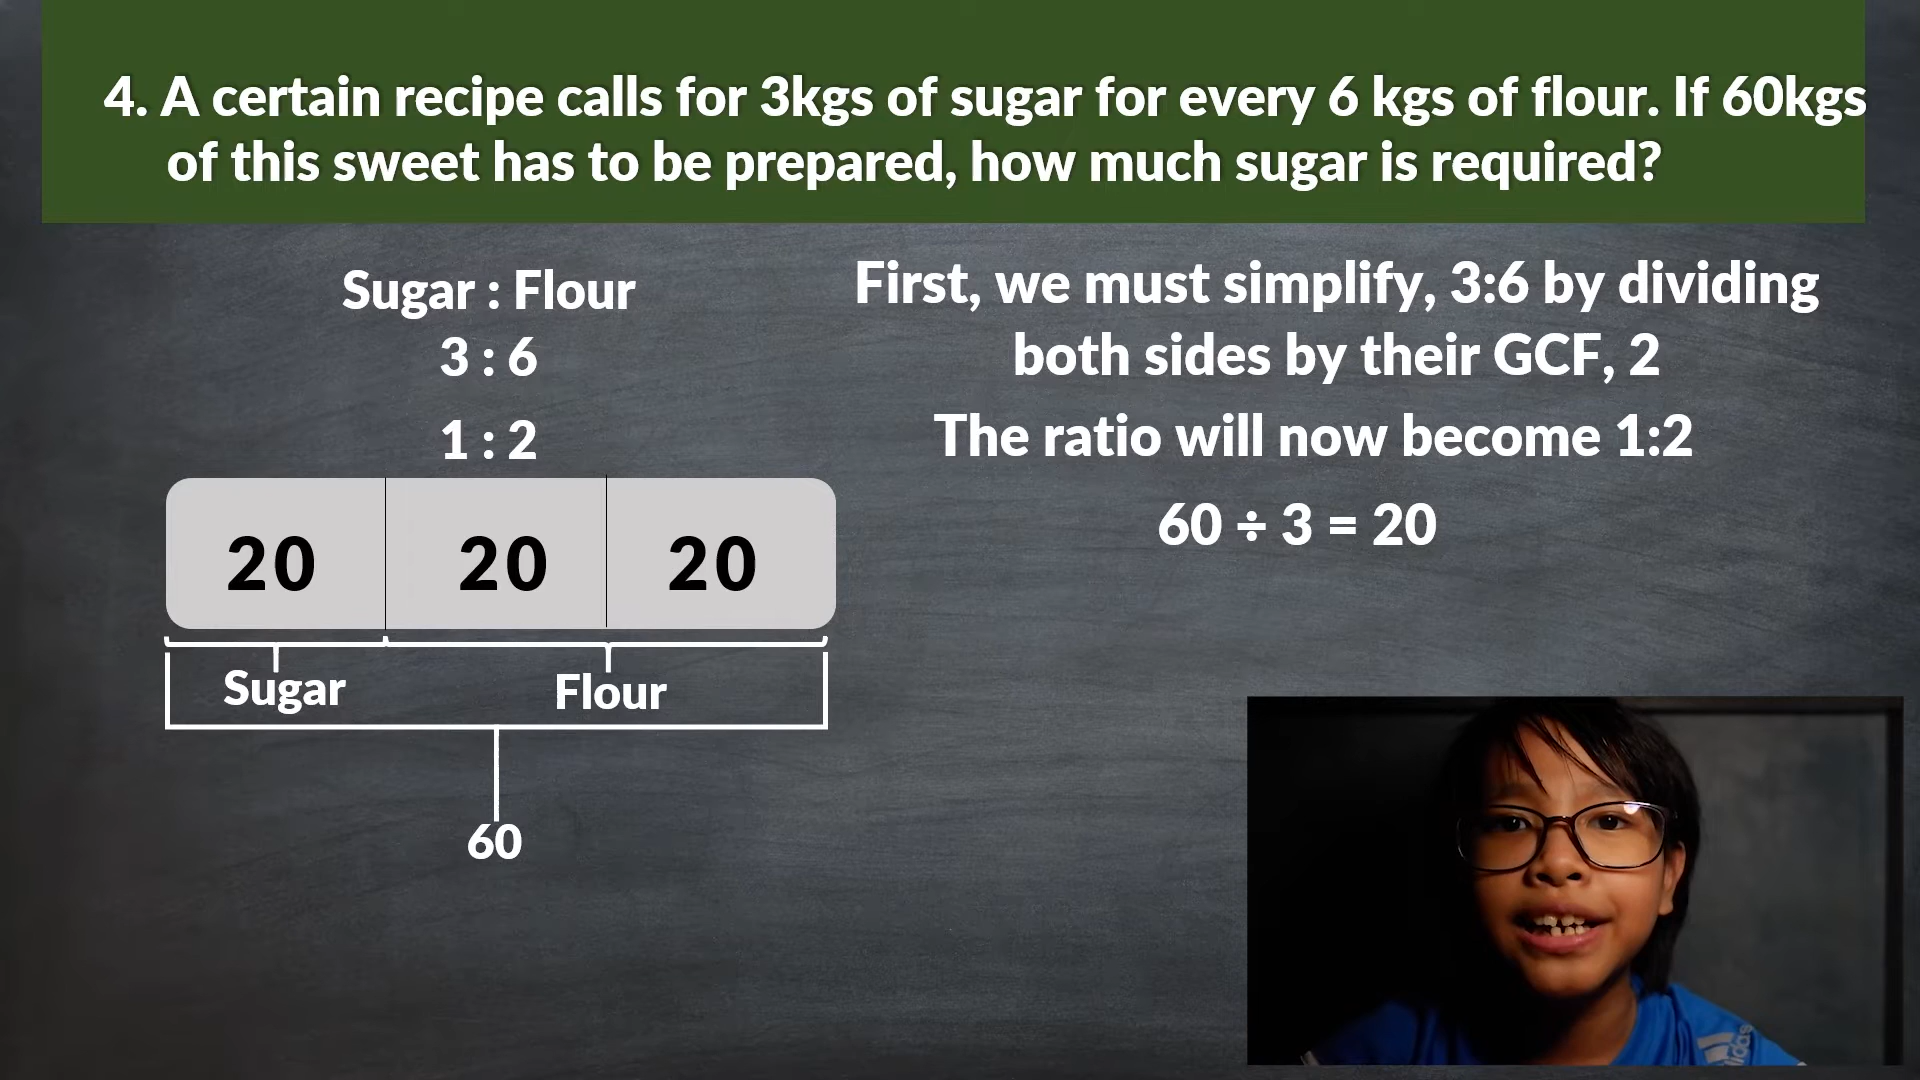 4. A certain recipe calls for 3kgs of sugar for every 6 kgs of flour. If 60kgs
of this sweet has to be prepared, how much sugar is required?
Sugar : Flour
3 : 6
1 : 2
20 20 20
Sugar Flour
60
First, we must simplify, 3:6 by dividing
both sides by their GCF, 2
The ratio will now become 1:2
60 ÷ 3 = 20
adidas